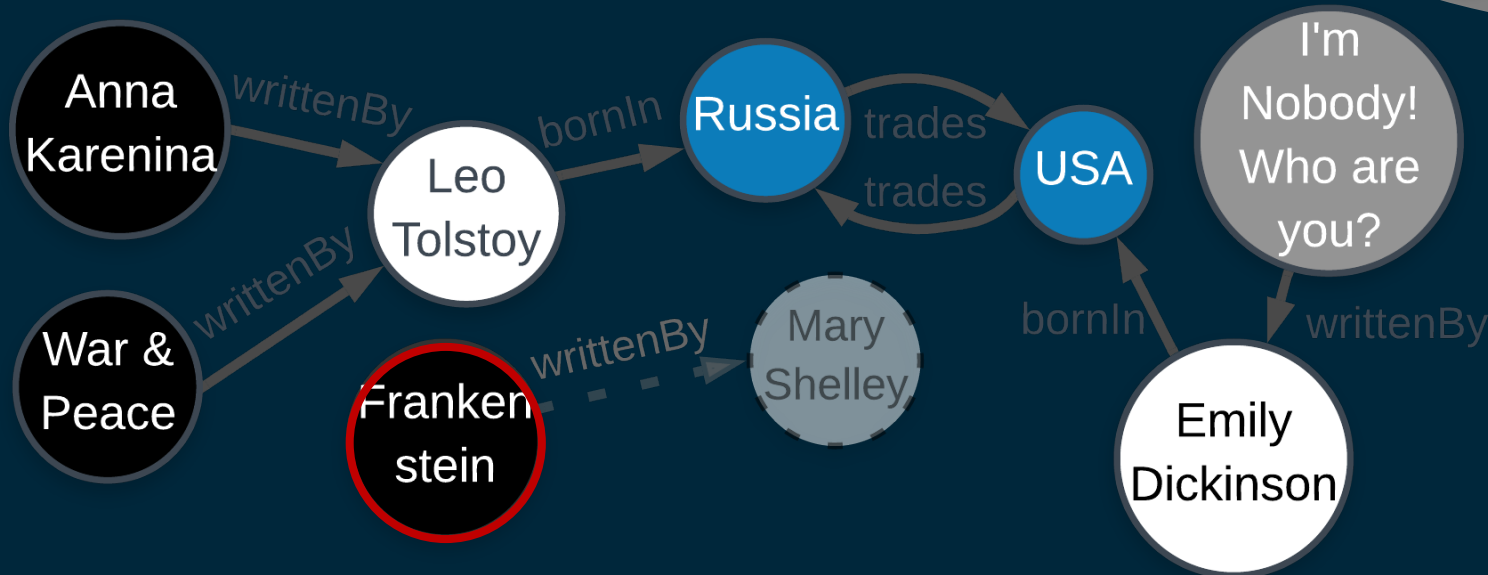 Anna
Karenina
writtenBy
Leo
Tolstoy
bornIn
Russia
trades
trades
USA
I'm
Nobody!
Who are
you?
writtenBy
War &
Peace
writtenBy
Franken
stein
writtenBy
Mary
Shelley
bornIn
Emily
Dickinson